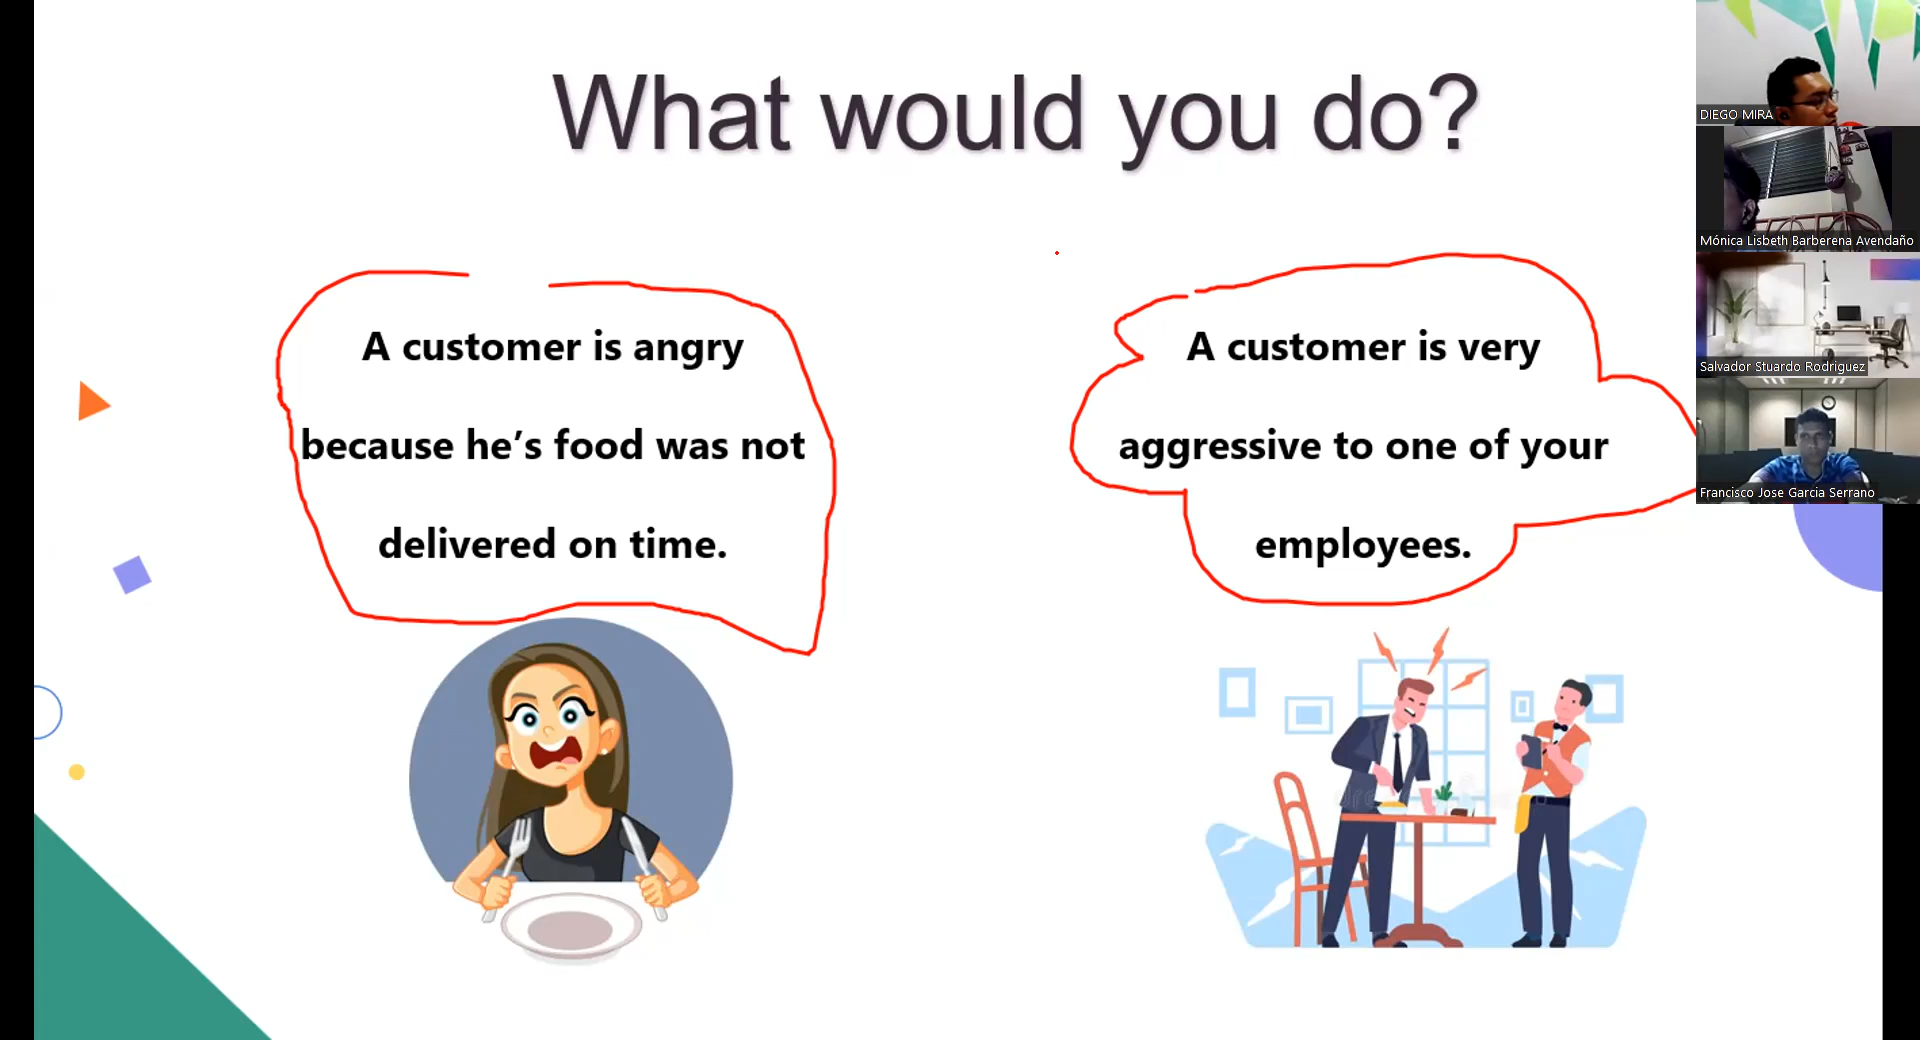 What would you do?
A customer is angry
because he’s food was not
delivered on time.
A customer is very
aggressive to one of your
employees.
DIEGO MIRA
Mónica Lisbeth Barberena Avendaño
Salvador Stuardo Rodriguez
Francisco Jose Garcia Serrano